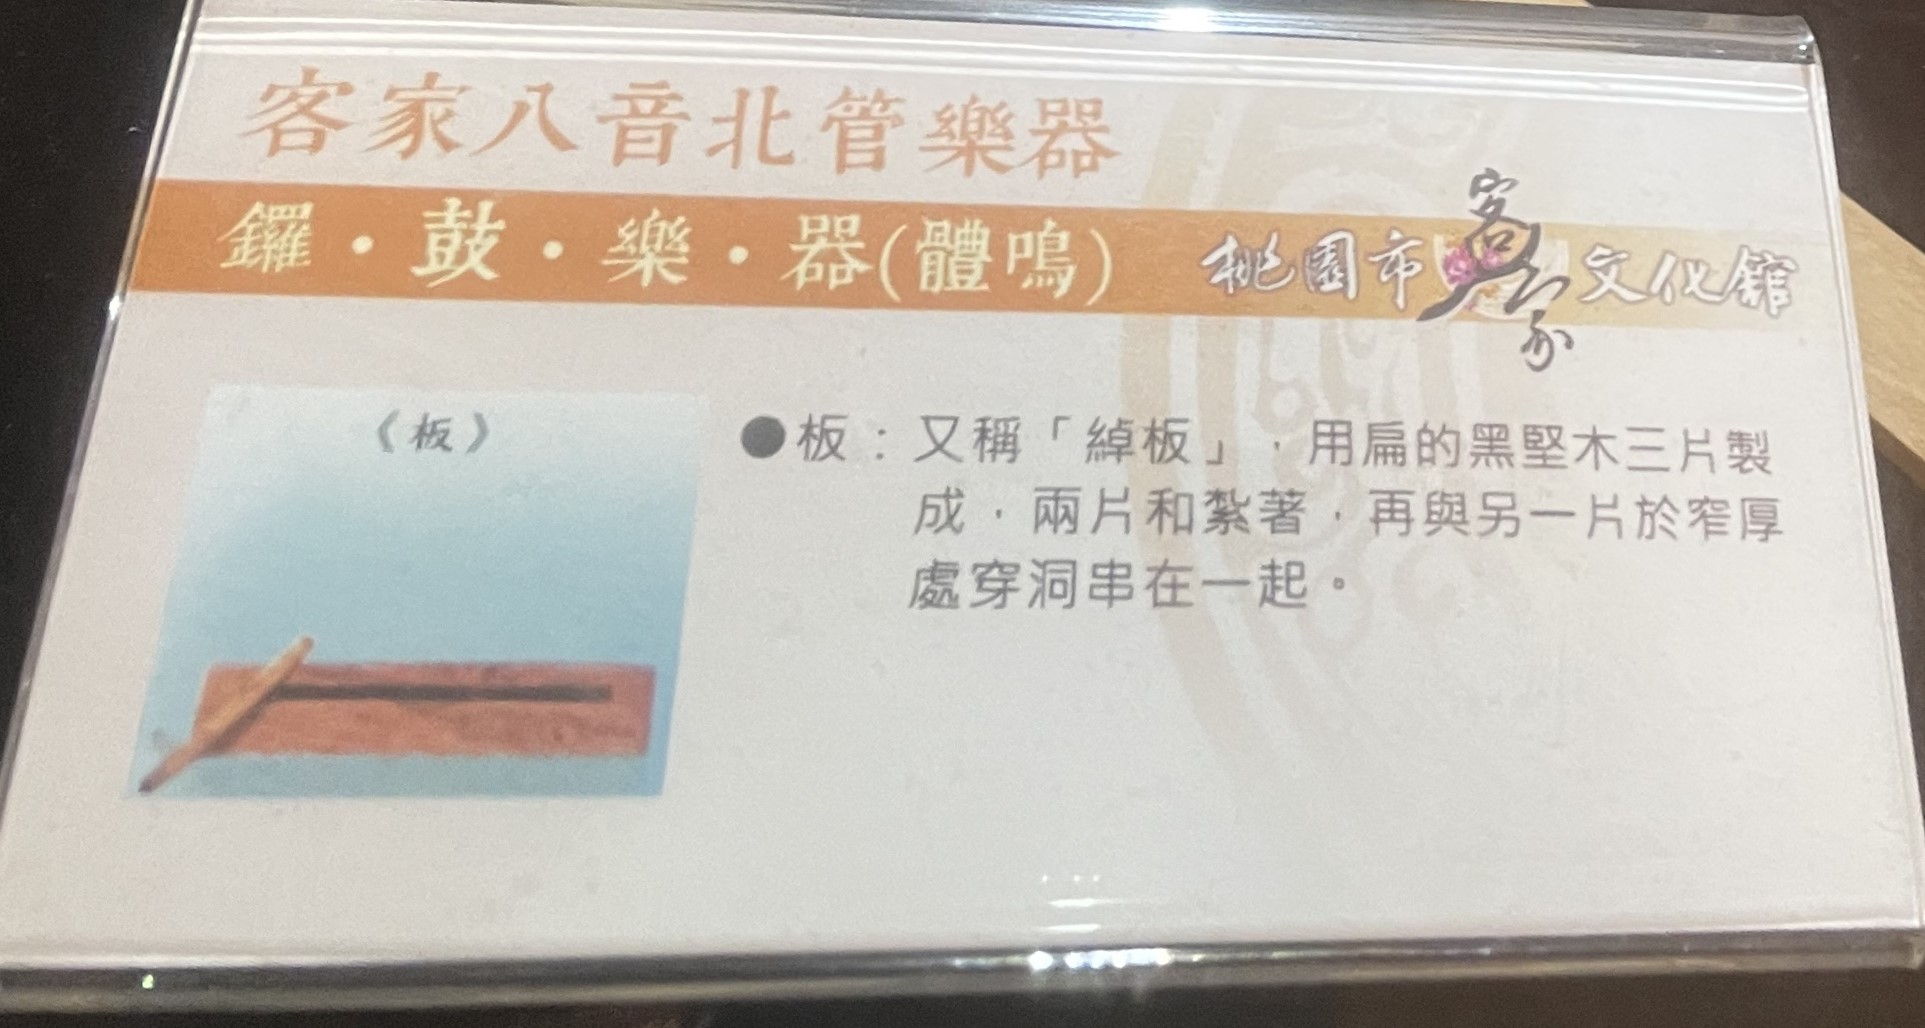 客家八音北管樂器
鑼・鼓・樂・器(體鳴)
桃園市客家文化館
《板》
●板：又稱「綽板」，用扁的黑堅木三片製
成，兩片和紮著，再與另一片於窄厚
處穿洞串在一起。